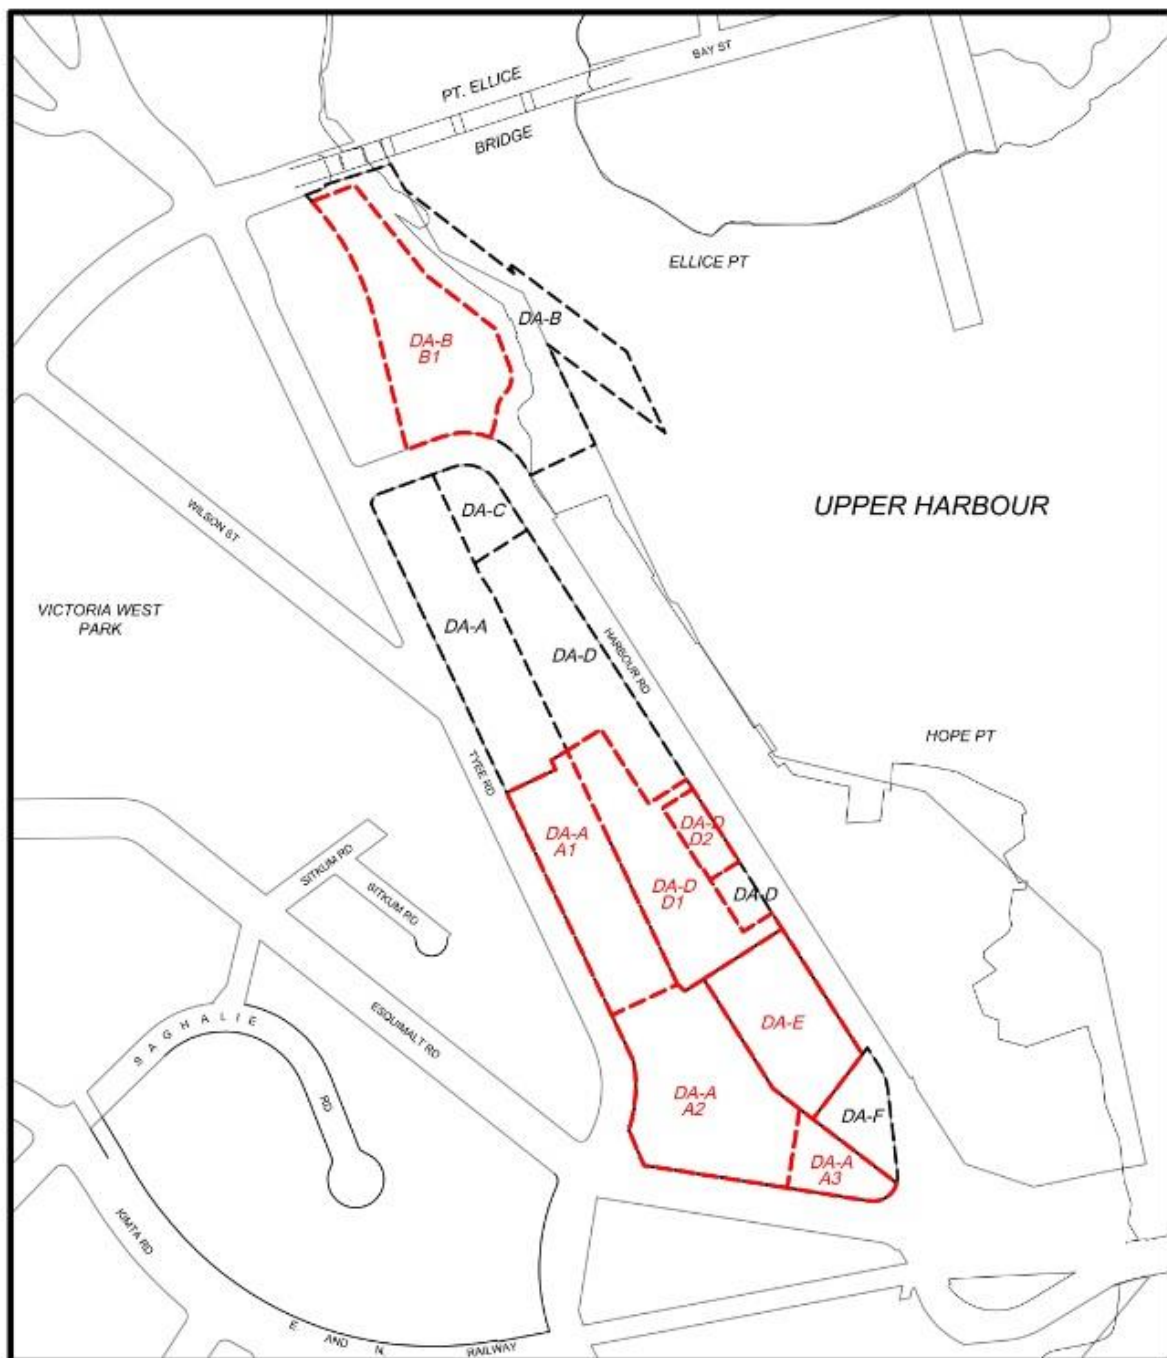 BAY ST
PT. ELLICE
BRIDGE
ELLICE PT
DA-B
DA-B
B1
UPPER HARBOUR
WILSON ST
DA-C
VICTORIA WEST
PARK
DA-A
DA-D
HARBOUR RD
HOPE PT
TYEE RD
DA-A
A1
DA-D
D2
SITKUM RD
SITKUM RD
DA-D
D1
DA-D
ESQUIMALT RD
SAGHALIE
RD
DA-E
DA-A
A2
DA-F
DA-A
A3
KIMTA RD
E. AND N. RAILWAY